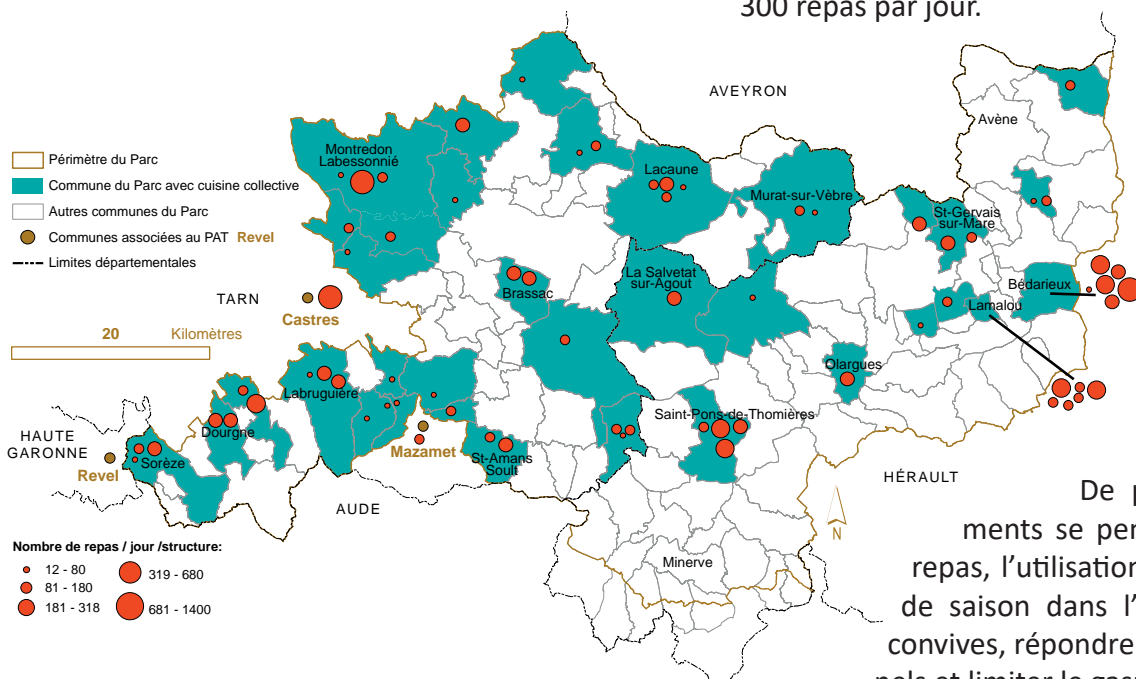 300 repas par jour.
AVEYRON
Avène
Périmètre du Parc
Commune du Parc avec cuisine collective
Autres communes du Parc
Communes associées au PAT Revel
Limites départementales
Montredon
Labessonnié
Lacaune
Murat-sur-Vèbre
St-Gervais
sur-Mare
La Salvetat
sur-Agout
Bédarieux
Lamalou
Brassac
TARN
Castres
20 Kilomètres
Olargues
Labruguière
Saint-Pons-de-Thomières
Dourgne
HAUTE
GARONNE
Sorèze
Revel
Mazamet
St-Amans
Soult
HÉRAULT
AUDE
N
Minerve
Nombre de repas / jour /structure:
12 - 80
81 - 180
181 - 318
319 - 680
681 - 1400
De p
ments se per
repas, l’utilisation
de saison dans l’
convives, répondre